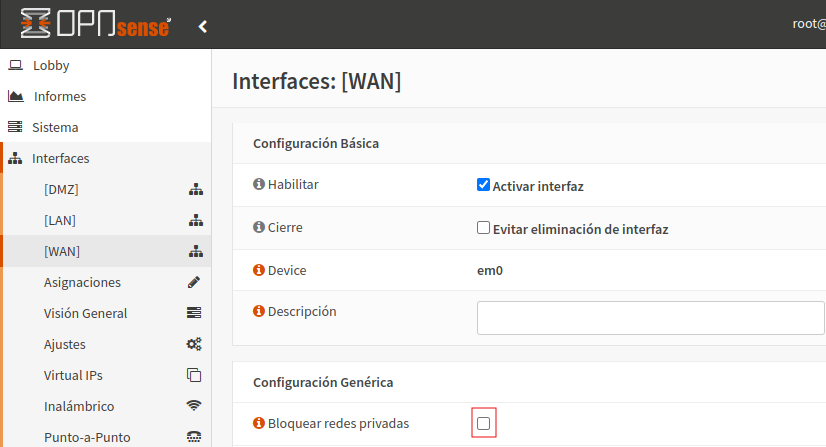 OPNsense
root@
Lobby
Informes
Sistema
Interfaces
[DMZ]
[LAN]
[WAN]
Asignaciones
Visión General
Ajustes
Virtual IPs
Inalámbrico
Punto-a-Punto
Interfaces: [WAN]
Configuración Básica
Habilitar Activar interfaz
Cierre Evitar eliminación de interfaz
Device em0
Descripción
Configuración Genérica
Bloquear redes privadas